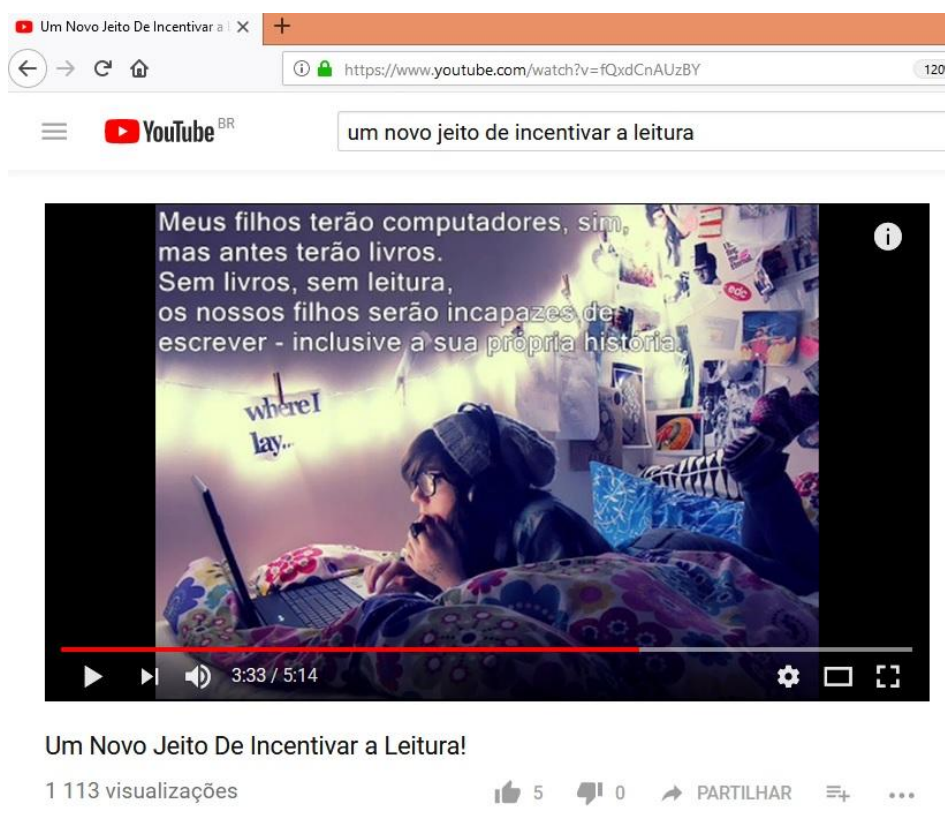 Um Novo Jeito De Incentivar a
https://www.youtube.com/watch?v=fQxdCnAUzBY
120
YouTube BR
um novo jeito de incentivar a leitura
Meus filhos terão computadores, sim,
mas antes terão livros.
Sem livros, sem leitura,
os nossos filhos serão incapazes de
escrever - inclusive a sua própria história.
where I
lay...
edc
3:33 / 5:14
Um Novo Jeito De Incentivar a Leitura!
1 113 visualizações
5
0
PARTILHAR